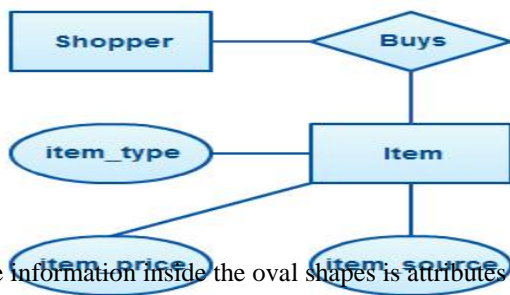 Shopper Buys
item_type Item
item_price item_source
e information inside the oval shapes is attributes